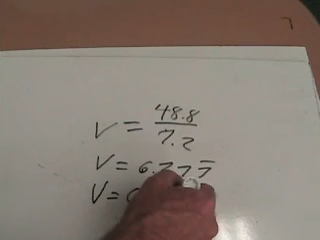 V = 48.8 / 7.2
V = 6.777̅
V =